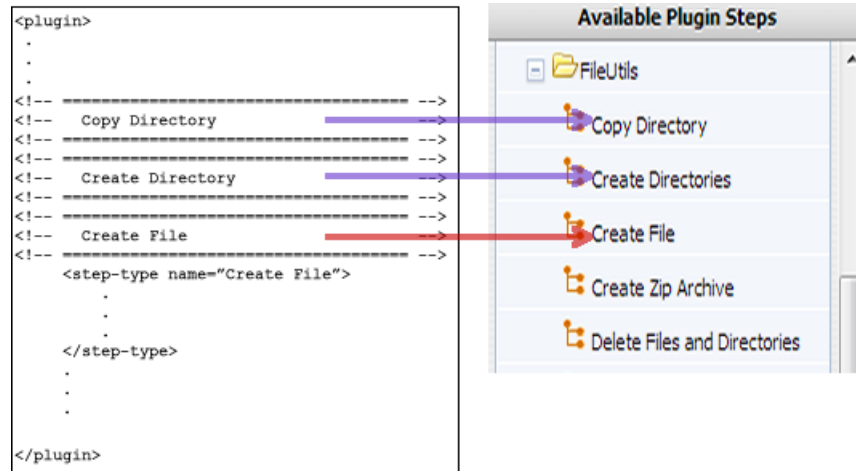 <plugin>
.
.
.
<!-- ===================================== -->
<!--   Copy Directory                      -->
<!-- ===================================== -->
<!-- ===================================== -->
<!--   Create Directory                    -->
<!-- ===================================== -->
<!-- ===================================== -->
<!--   Create File                         -->
<!-- ===================================== -->
<step-type name="Create File">
.
.
.
</step-type>
.
.
.
</plugin>
Available Plugin Steps
FileUtils
Copy Directory
Create Directories
Create File
Create Zip Archive
Delete Files and Directories